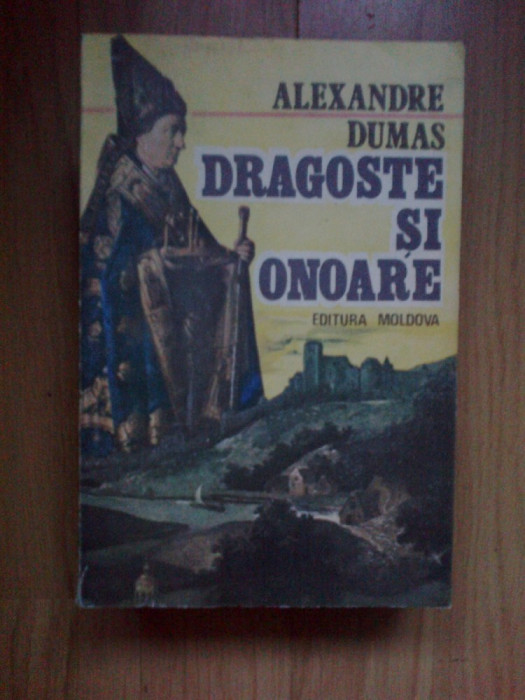 ALEXANDRE
DUMAS
DRAGOSTE
ȘI
ONOARE
EDITURA MOLDOVA